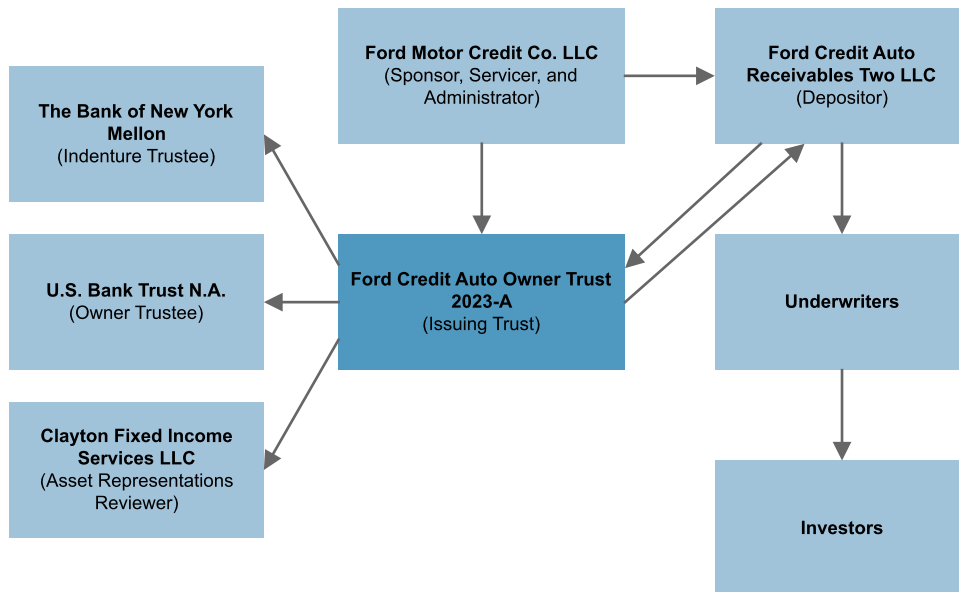 Ford Motor Credit Co. LLC
(Sponsor, Servicer, and
Administrator)
Ford Credit Auto
Receivables Two LLC
(Depositor)
The Bank of New York
Mellon
(Indenture Trustee)
U.S. Bank Trust N.A.
(Owner Trustee)
Ford Credit Auto Owner Trust
2023-A
(Issuing Trust)
Underwriters
Clayton Fixed Income
Services LLC
(Asset Representations
Reviewer)
Investors